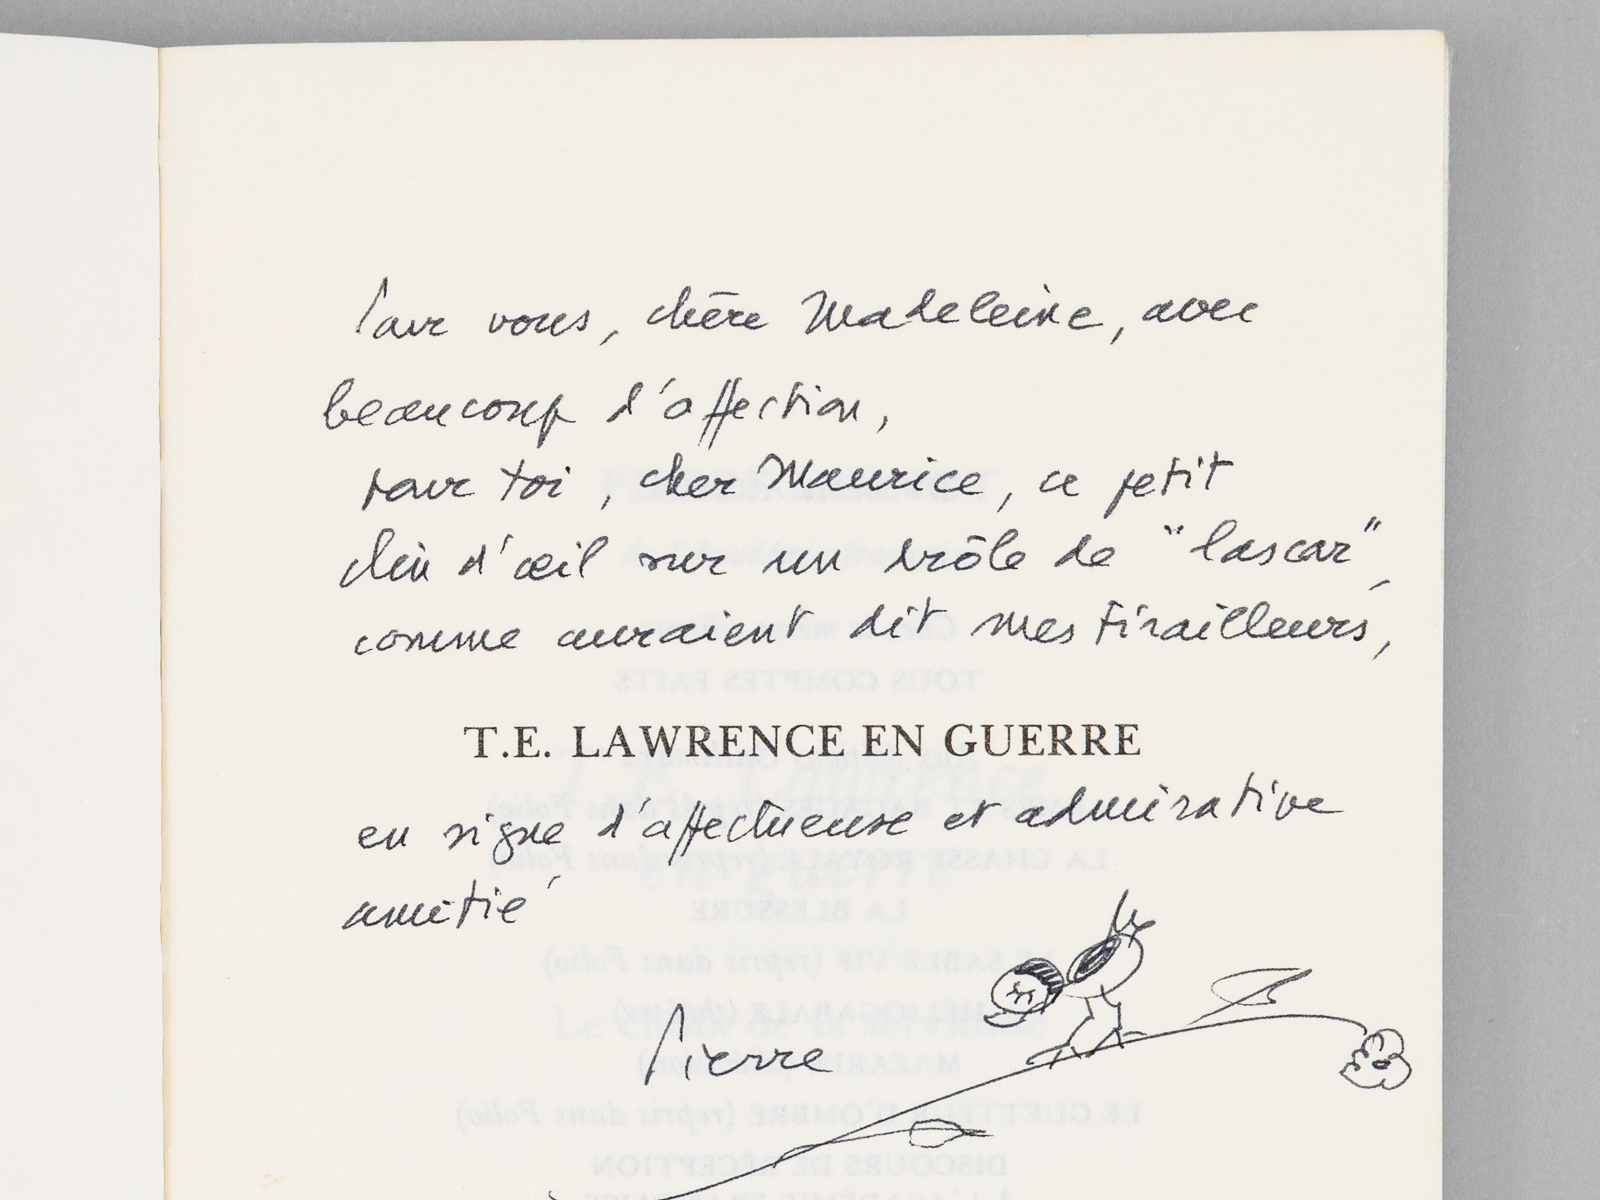 Pour vous, chère Madeleine, avec
beaucoup d'affection,
pour toi, cher Maurice, ce petit
clin d'œil sur un drôle de "lascar",
comme auraient dit mes tirailleurs,
T.E. LAWRENCE EN GUERRE
en signe d'affectueuse et admirative
amitié
Pierre